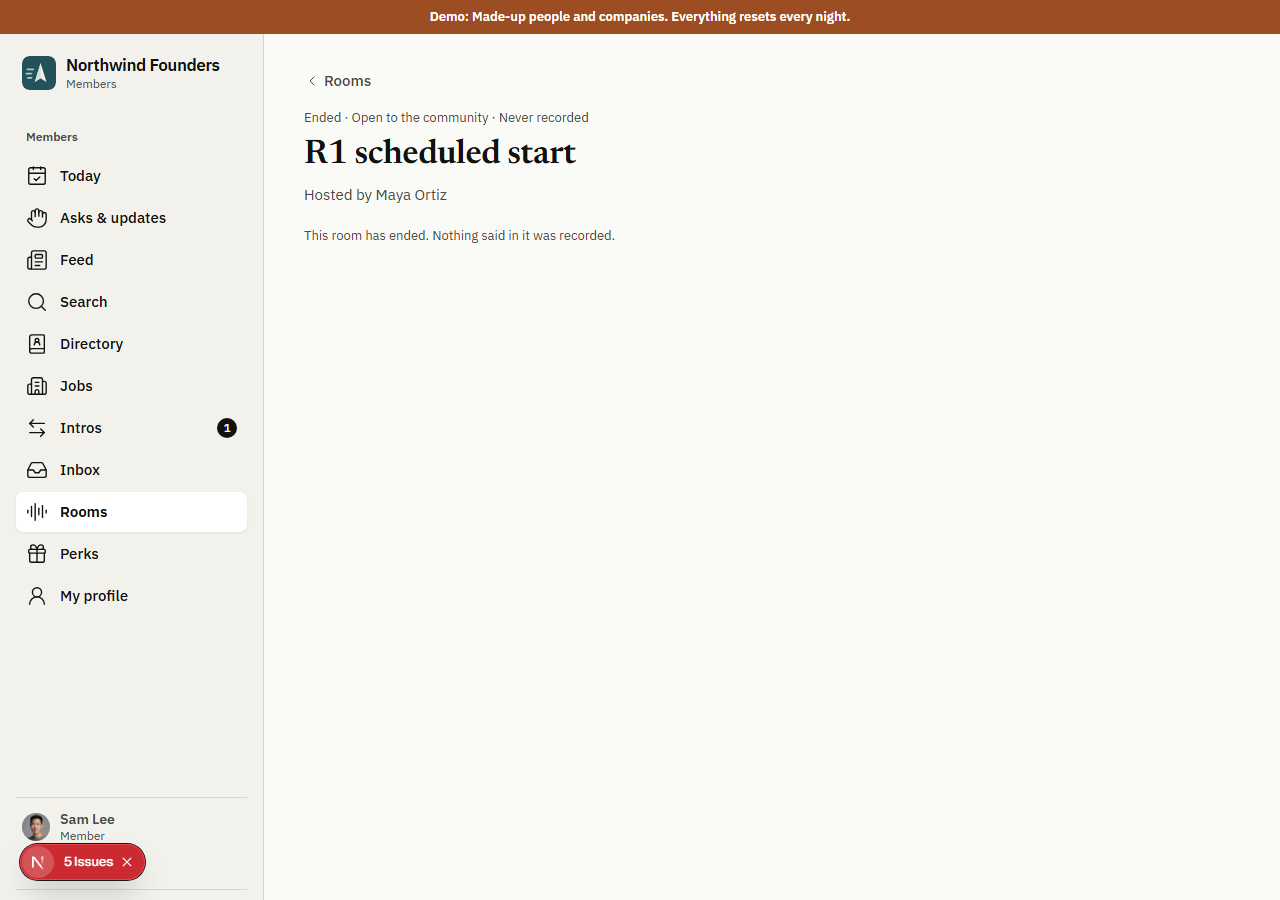 Demo: Made-up people and companies. Everything resets every night.
Northwind Founders
Members
Members
Today
Asks & updates
Feed
Search
Directory
Jobs
Intros
1
Inbox
Rooms
Perks
My profile
Sam Lee
Member
N
5 Issues
Rooms
Ended · Open to the community · Never recorded
R1 scheduled start
Hosted by Maya Ortiz
This room has ended. Nothing said in it was recorded.